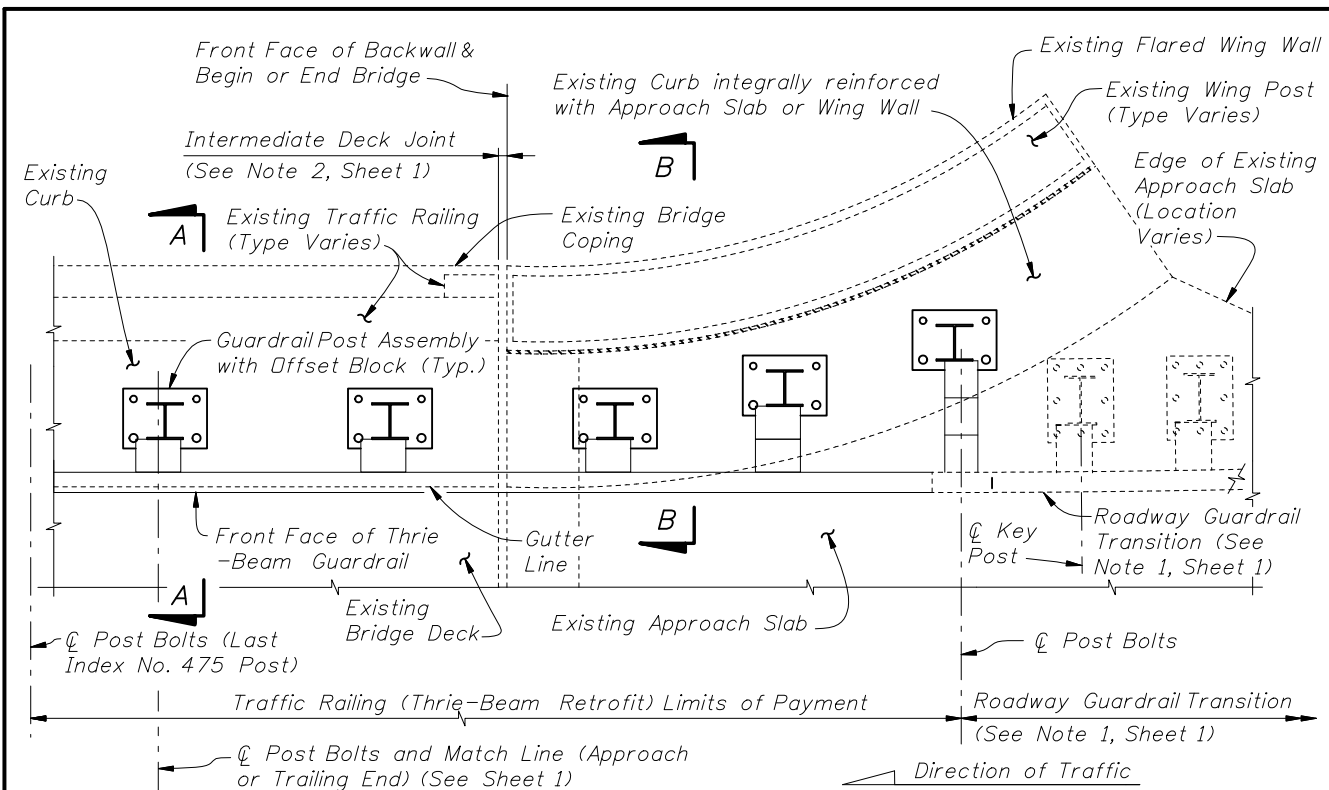 Front Face of Backwall &
Begin or End Bridge
Existing Flared Wing Wall
Existing Curb integrally reinforced
with Approach Slab or Wing Wall
Existing Wing Post
(Type Varies)
Intermediate Deck Joint
(See Note 2, Sheet 1)
B
Existing
Curb
Edge of Existing
Approach Slab
(Location
Varies)
A
Existing Traffic Railing
(Type Varies)
Existing Bridge
Coping
Guardrail Post Assembly
with Offset Block (Typ.)
Front Face of Thrie
-Beam Guardrail
Gutter
Line
B
℄ Key
Post
Roadway Guardrail
Transition (See
Note 1, Sheet 1)
A
Existing
Bridge Deck
Existing Approach Slab
℄ Post Bolts (Last
Index No. 475 Post)
℄ Post Bolts
Traffic Railing (Thrie-Beam Retrofit) Limits of Payment
Roadway Guardrail Transition
(See Note 1, Sheet 1)
℄ Post Bolts and Match Line (Approach
or Trailing End) (See Sheet 1)
Direction of Traffic